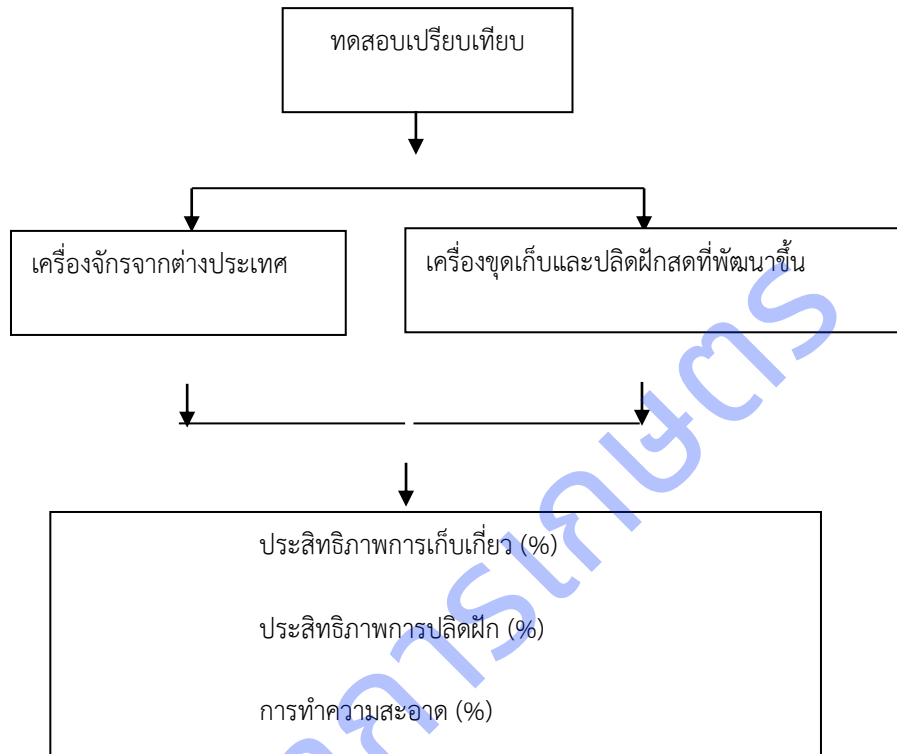 ทดสอบเปรียบเทียบ
เครื่องจักรจากต่างประเทศ
เครื่องขุดเก็บและปลิดฝักสดที่พัฒนาขึ้น
ประสิทธิภาพการเก็บเกี่ยว (%)
ประสิทธิภาพการปลิดฝัก (%)
การทำความสะอาด (%)